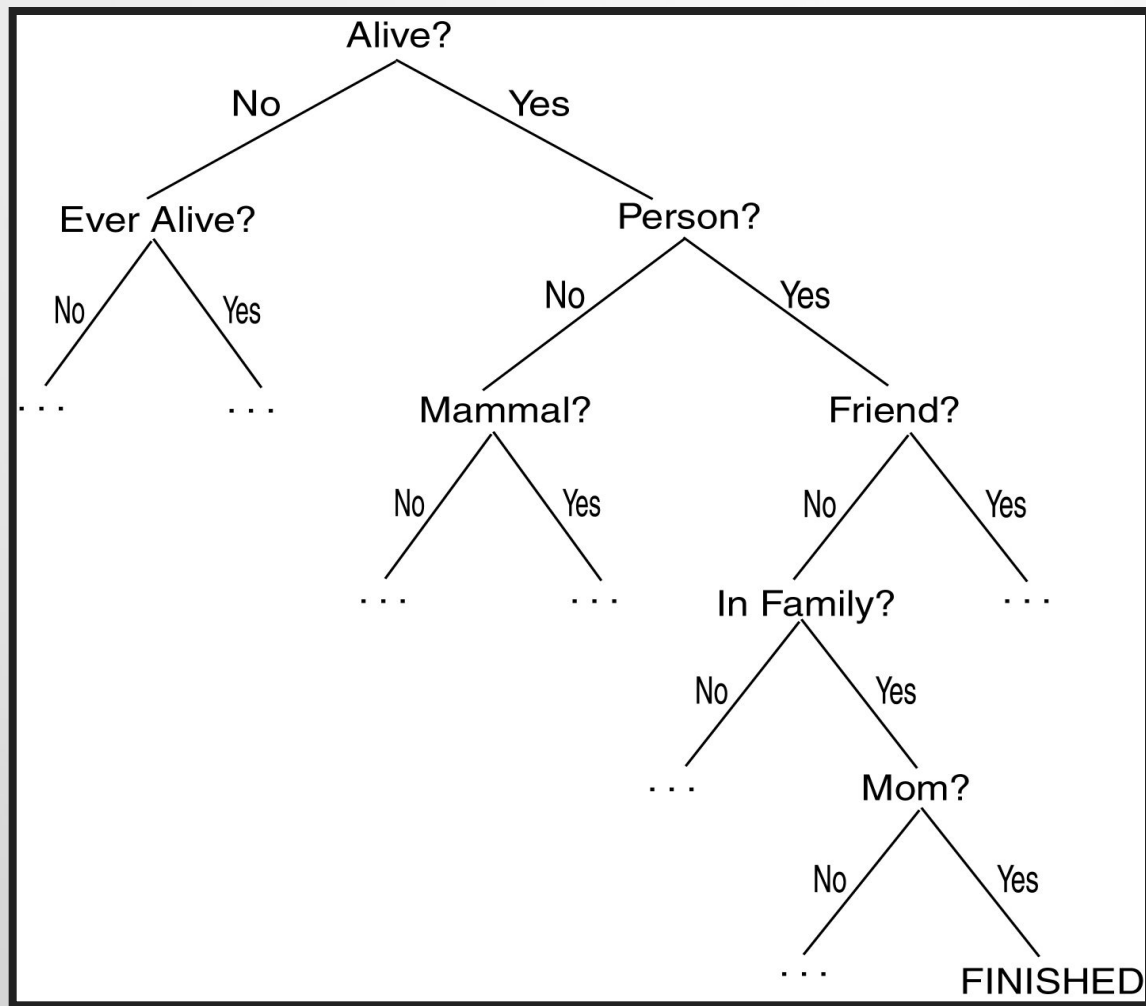 Alive?
No Yes
Ever Alive? Person?
No Yes No Yes
... ... Mammal? Friend?
No Yes No Yes
... ... In Family? ...
No Yes
... Mom?
No Yes
... FINISHED